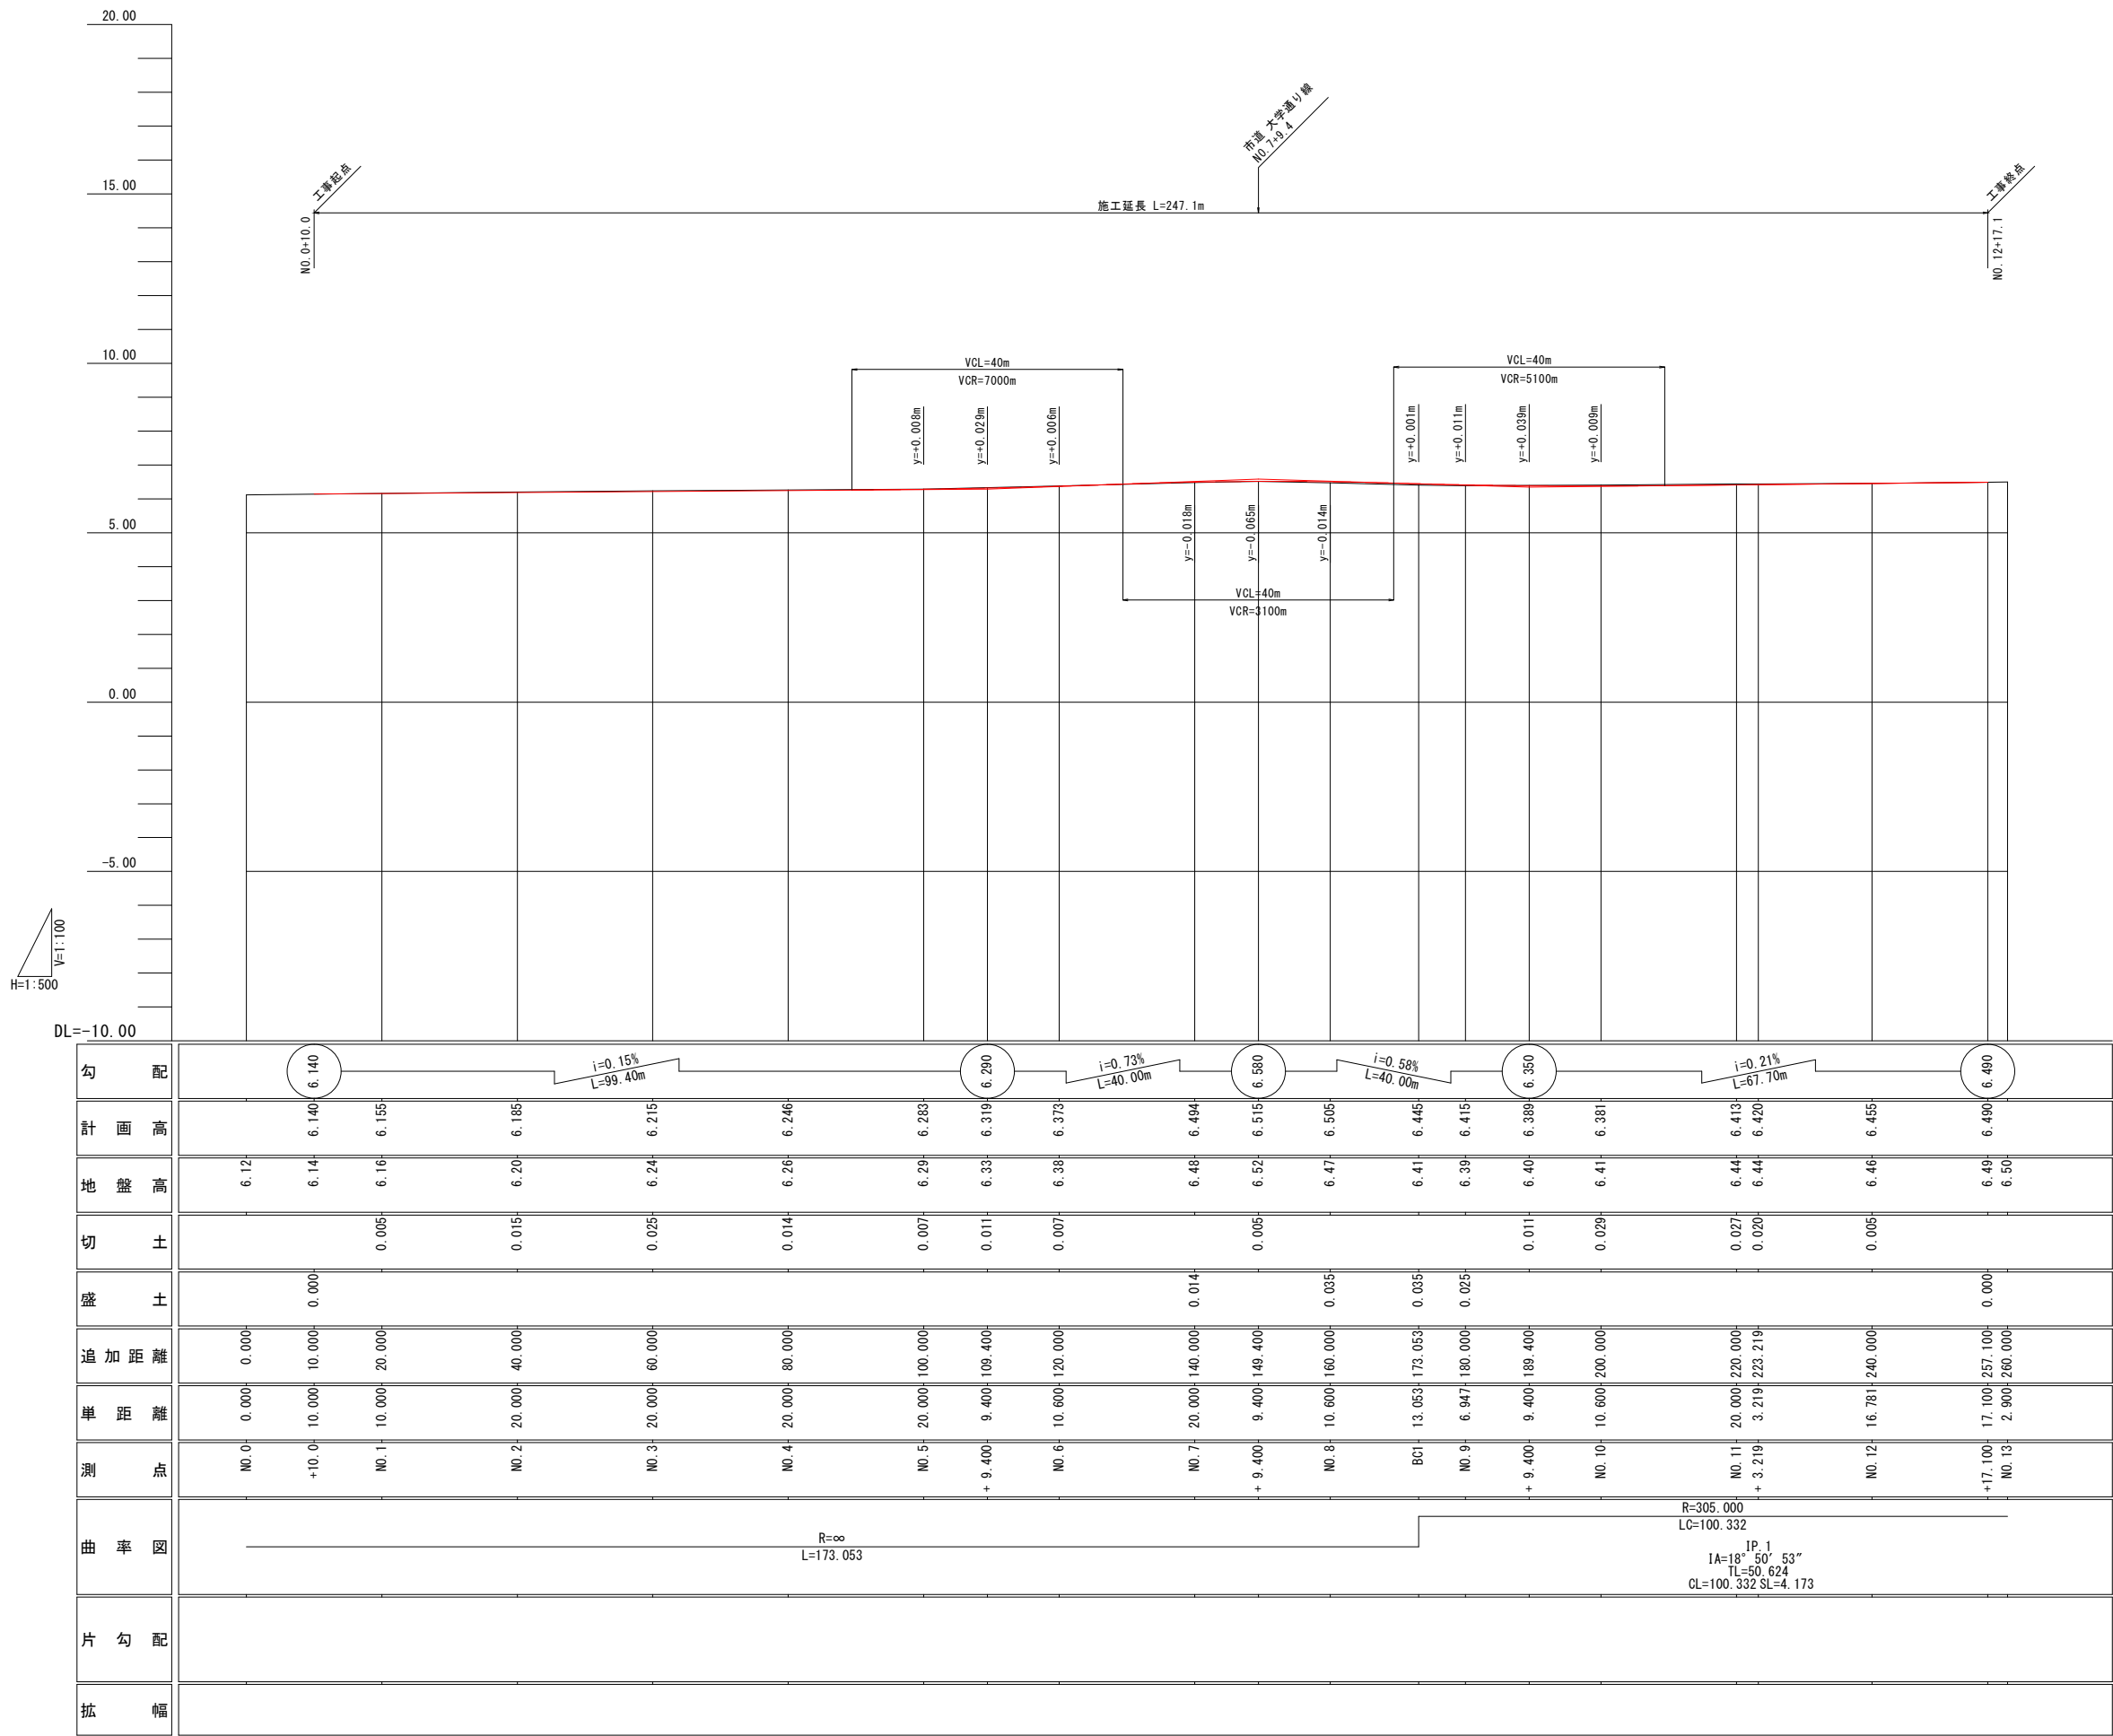 20.00
15.00
10.00
5.00
0.00
-5.00
DL=-10.00
V=1:100
H=1:500
工事起点
NO.0+10.0
市道 大学通り線
NO.7+9.4
施工延長 L=247.1m
工事終点
NO.12+17.1
VCL=40m
VCR=7000m
y=+0.008m
y=+0.029m
y=+0.006m
VCL=40m
VCR=5100m
y=+0.001m
y=+0.011m
y=+0.039m
y=+0.009m
y=-0.018m
y=-0.065m
y=-0.014m
VCL=40m
VCR=3100m
勾配
6.140
i=0.15%
L=99.40m
6.290
i=0.73%
L=40.00m
6.580
i=0.58%
L=40.00m
6.350
i=0.21%
L=67.70m
6.490
計画高 6.140 6.155 6.185 6.215 6.246 6.283 6.319 6.373 6.494 6.515 6.505 6.445 6.415 6.389 6.381 6.413 6.420 6.455 6.490
地盤高 6.12 6.14 6.16 6.20 6.24 6.26 6.29 6.33 6.38 6.48 6.52 6.47 6.41 6.39 6.40 6.41 6.44 6.44 6.46 6.49 6.50
切土 0.005 0.015 0.025 0.014 0.007 0.011 0.007 0.005 0.011 0.029 0.027 0.020 0.005
盛土 0.000 0.014 0.035 0.035 0.025 0.000
追加距離 0.000 10.000 20.000 40.000 60.000 80.000 100.000 109.400 120.000 140.000 149.400 160.000 173.053 180.000 189.400 200.000 220.000 223.219 240.000 257.100 260.000
単距離 0.000 10.000 10.000 20.000 20.000 20.000 20.000 9.400 10.600 20.000 9.400 10.600 13.053 6.947 9.400 10.600 20.000 3.219 16.781 17.100 2.900
測点 NO.0 +10.0 NO.1 NO.2 NO.3 NO.4 NO.5 + 9.400 NO.6 NO.7 + 9.400 NO.8 BC1 NO.9 + 9.400 NO.10 NO.11 + 3.219 NO.12 +17.100 NO.13
曲率図
R=∞
L=173.053
R=305.000
LC=100.332
IP.1
IA=18° 50′ 53″
TL=50.624
CL=100.332 SL=4.173
片勾配
拡幅